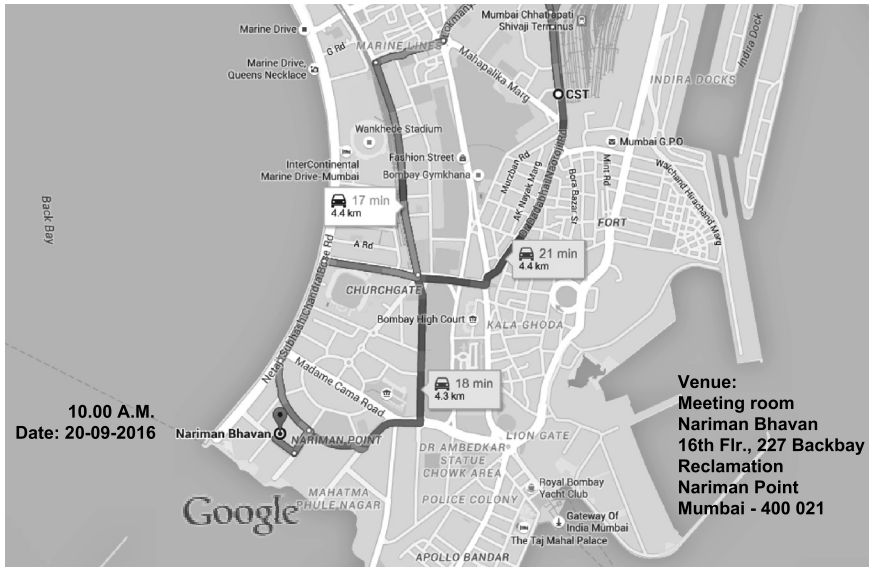 Mumbai Chhatrapati
Shivaji Terminus
Marine Drive
G Rd
MARINE LINES
Marine Drive,
Queens Necklace
Mahapalika Marg
CST
INDIRA DOCKS
Indira Dock
Wankhede Stadium
Mumbai G.P.O
Fashion Street
InterContinental
Marine Drive-Mumbai
Bombay Gymkhana
Murzban Rd
AK Nayak Marg
Dr Dadabhai Naoroji Rd
Bora Bazar St
Mint Rd
Walchand Hirachand Marg
Back Bay
17 min
4.4 km
FORT
A Rd
21 min
4.4 km
CHURCHGATE
Netaji Subhash Chandra Bose Rd
Bombay High Court
KALA GHODA
Madame Cama Road
18 min
4.3 km
10.00 A.M.
Date: 20-09-2016
Nariman Bhavan
NARIMAN POINT
LION GATE
DR AMBEDKAR
STATUE
CHOWK AREA
Venue:
Meeting room
Nariman Bhavan
16th Flr., 227 Backbay
Reclamation
Nariman Point
Mumbai - 400 021
MAHATMA
PHULE NAGAR
POLICE COLONY
Royal Bombay
Yacht Club
Google
Gateway Of
India Mumbai
The Taj Mahal Palace
APOLLO BANDAR